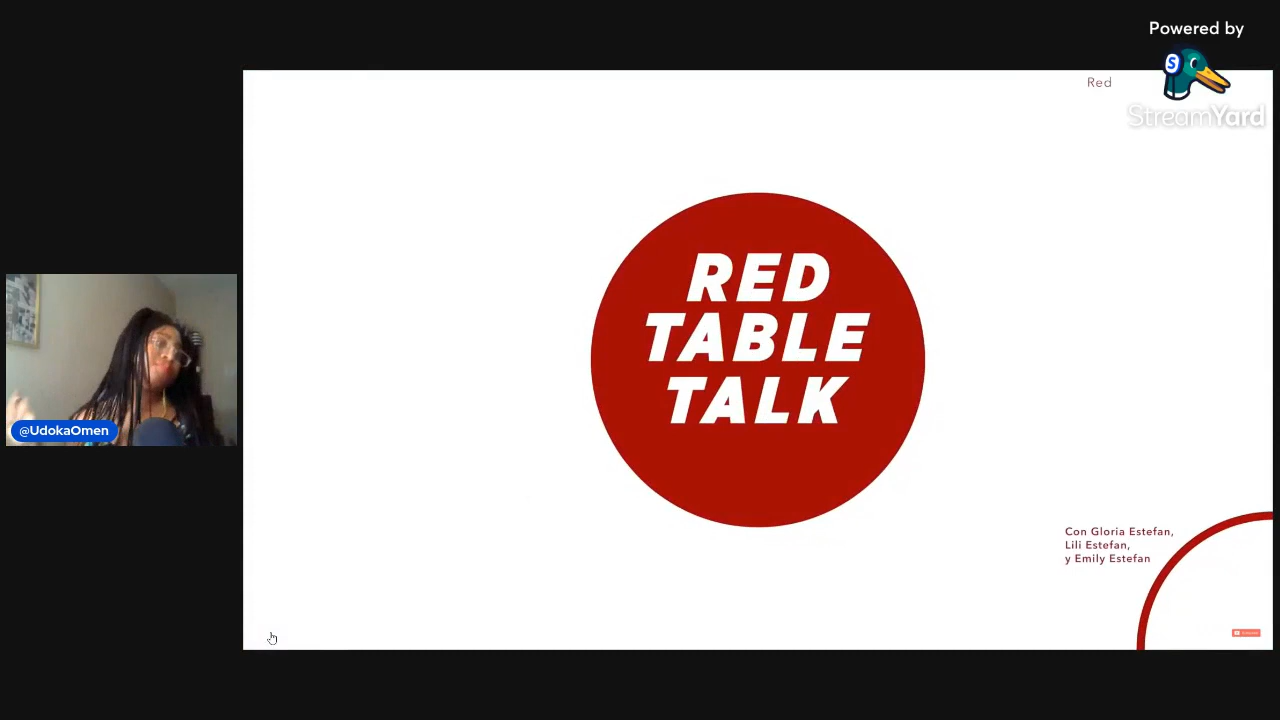 Powered by
S
StreamYard
Red
RED
TABLE
TALK
@UdokaOmen
Con Gloria Estefan,
Lili Estefan,
y Emily Estefan